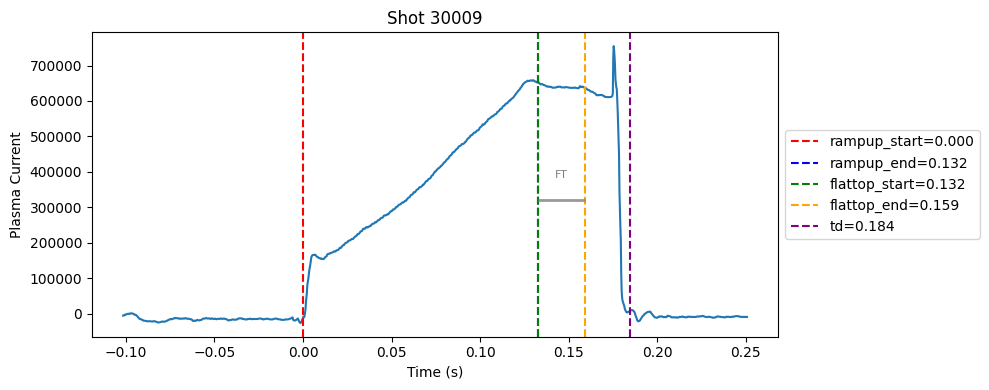 Shot 30009
700000
600000
500000
400000
300000
200000
100000
0
Plasma Current
FT
−0.10
−0.05
0.00
0.05
0.10
0.15
0.20
0.25
Time (s)
rampup_start=0.000
rampup_end=0.132
flattop_start=0.132
flattop_end=0.159
td=0.184